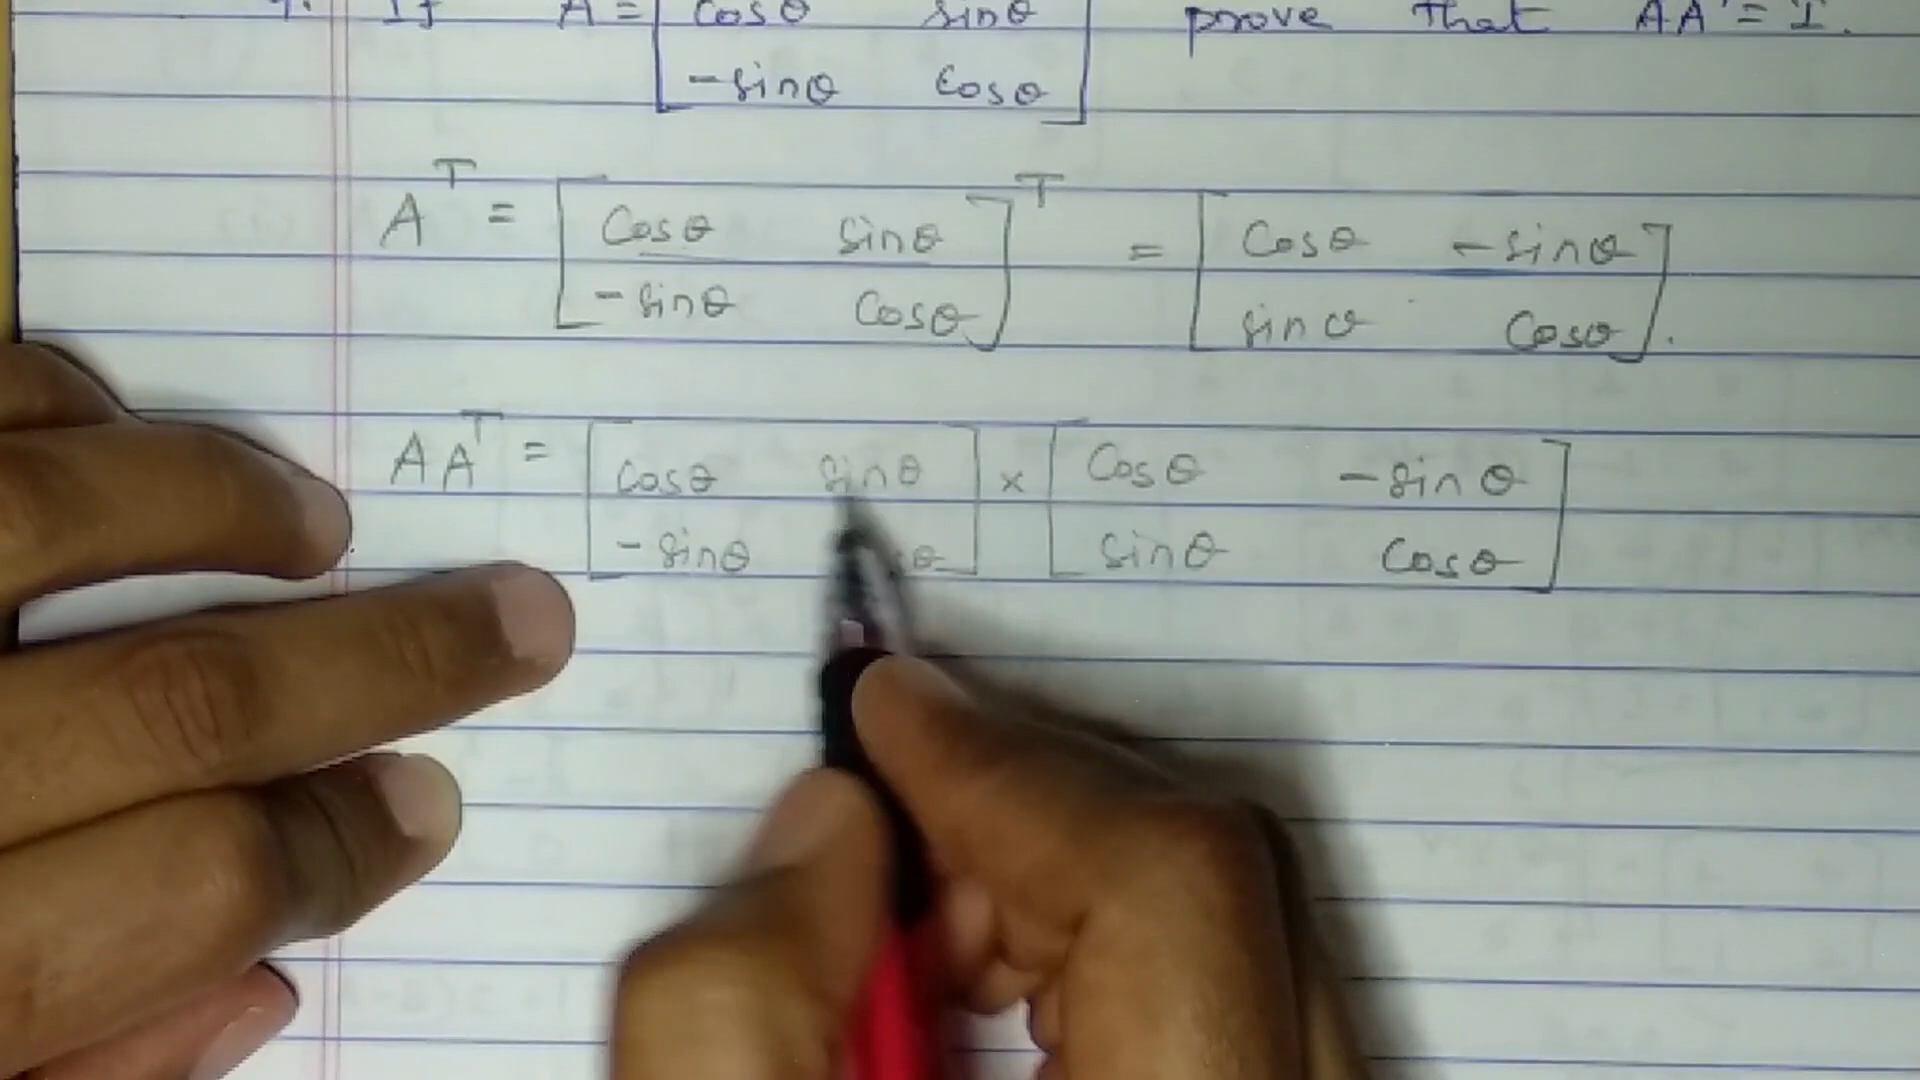 If A = [cosθ sinθ prove that AA' = I.
-sinθ cosθ]
A^T = [Cosθ sinθ]^T = [Cosθ -sinθ]
[-sinθ Cosθ] [sinθ Cosθ].
AA^T = [cosθ sinθ] × [Cosθ -sinθ]
[-sinθ sθ] [sinθ Cosθ]